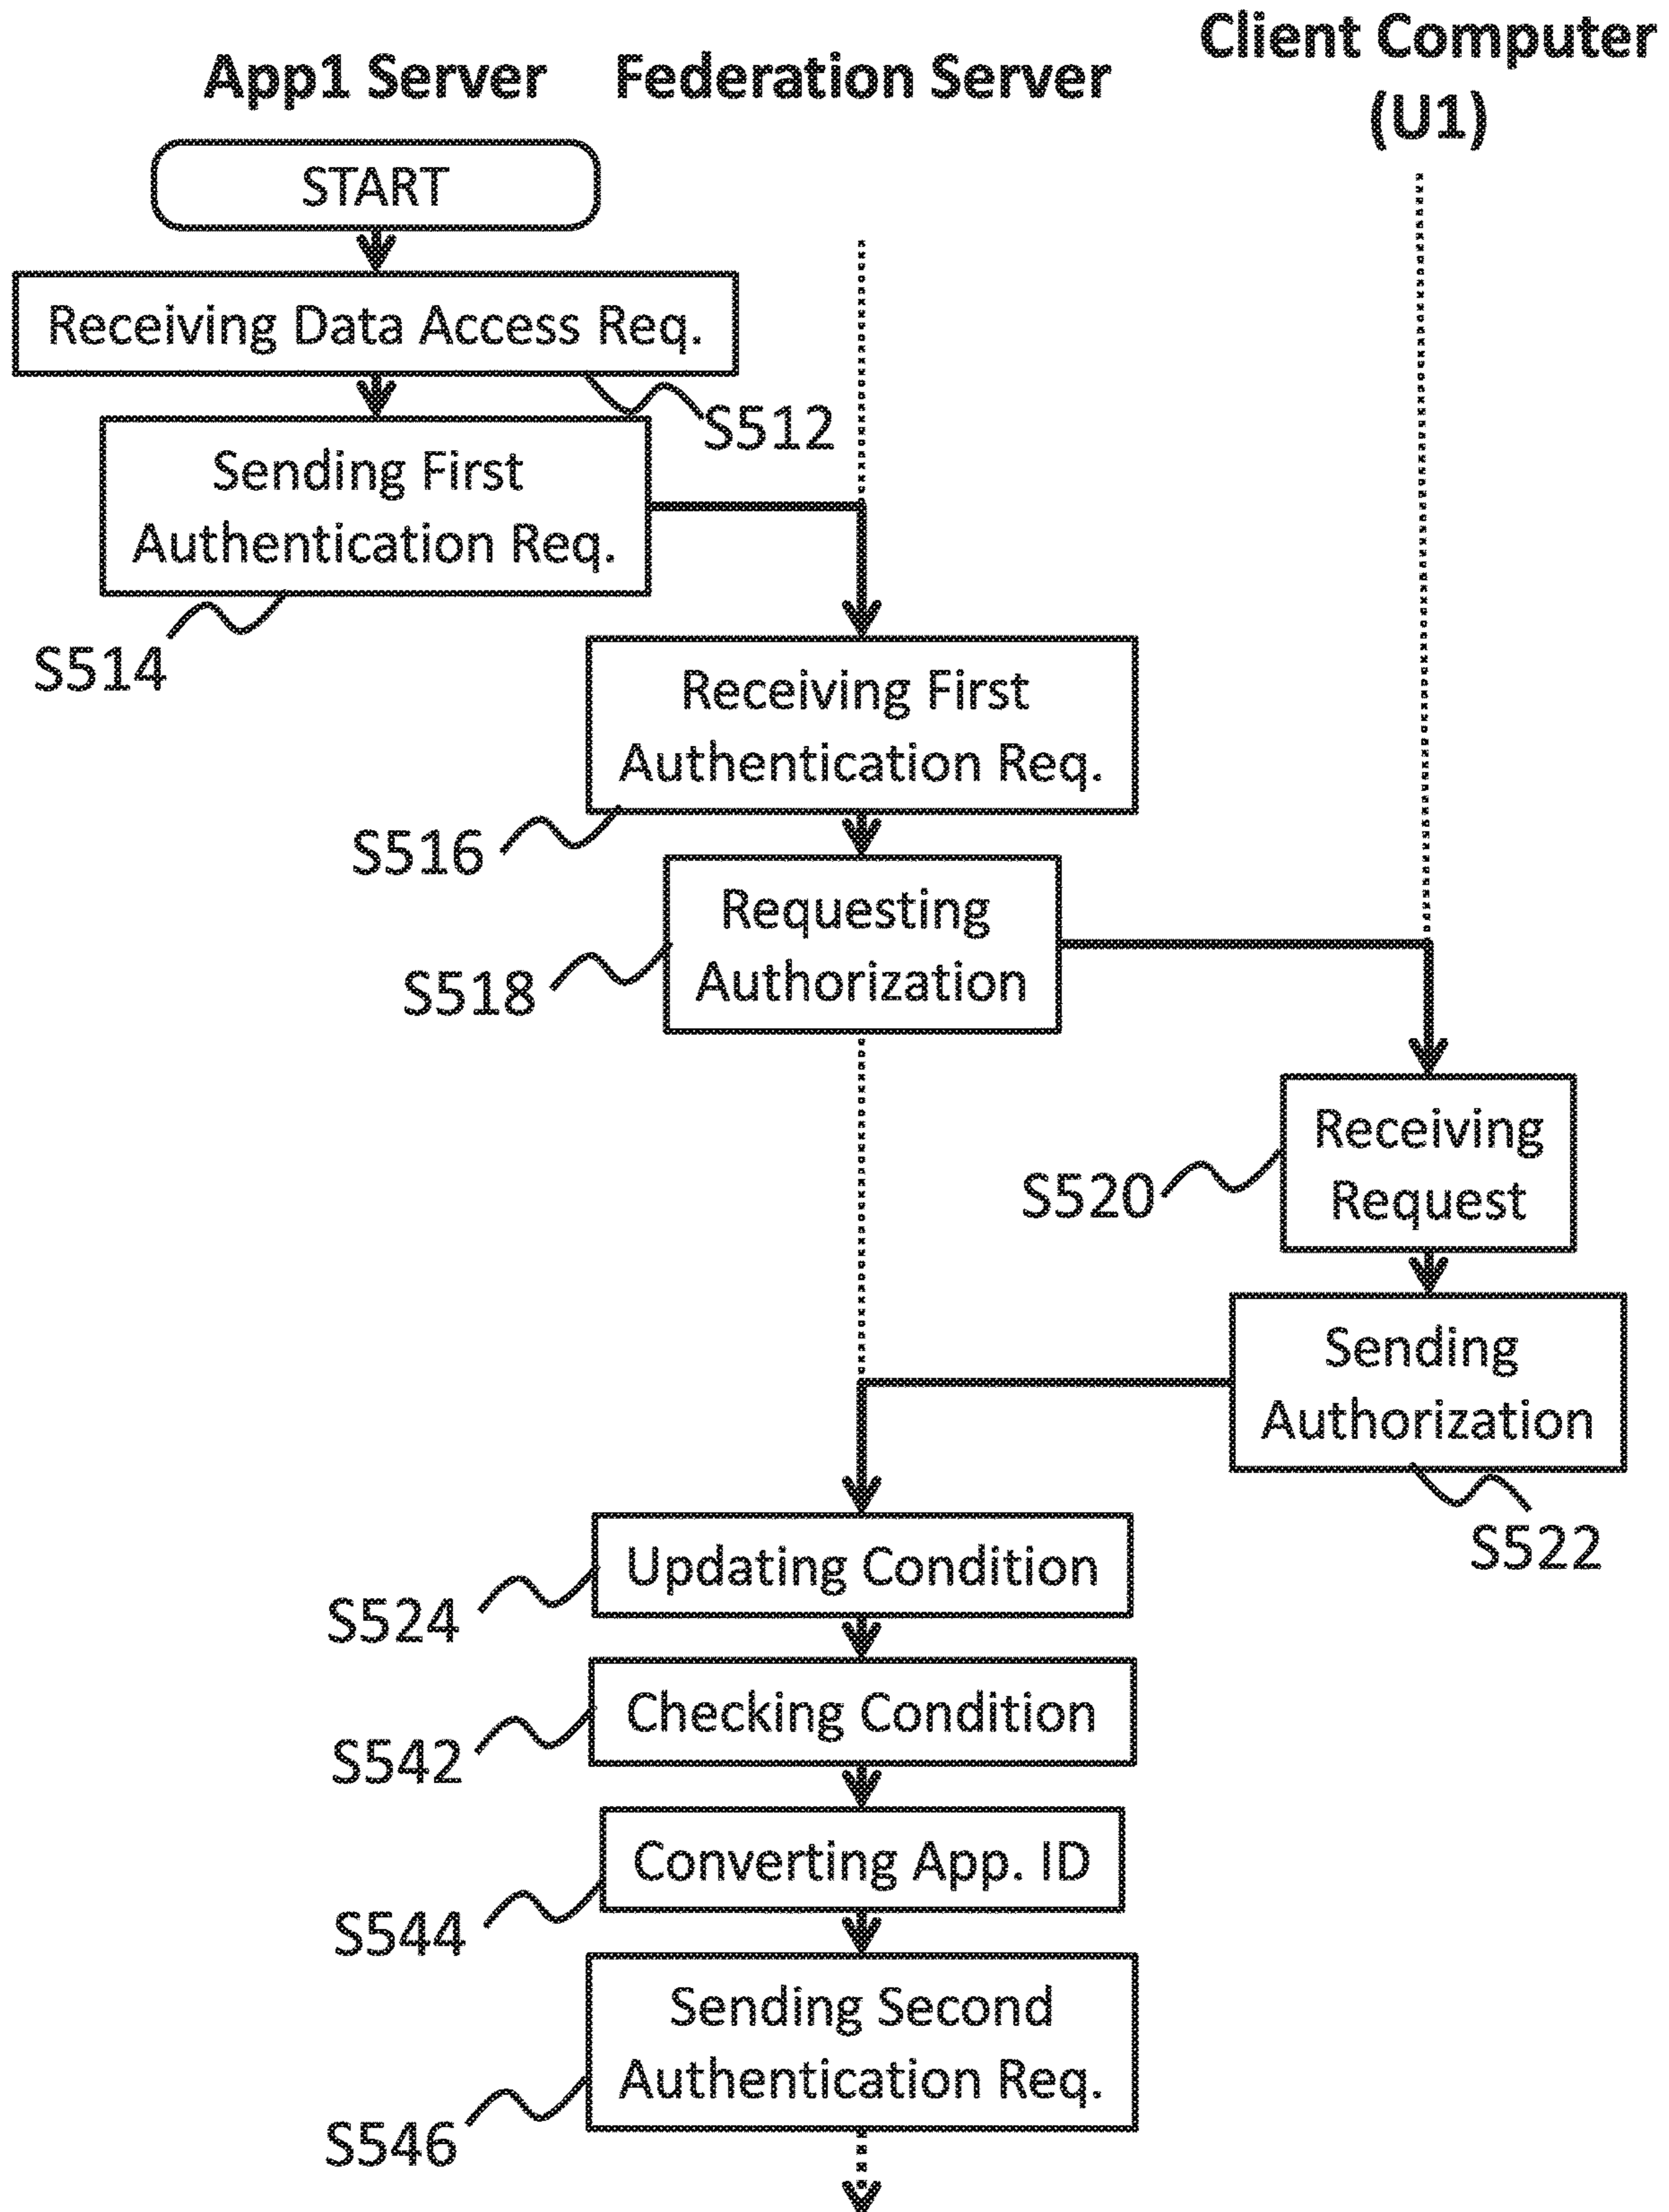 App1 Server
Federation Server
Client Computer
(U1)
START
Receiving Data Access Req.
S512
Sending First
Authentication Req.
S514
Receiving First
Authentication Req.
S516
Requesting
Authorization
S518
Receiving
Request
S520
Sending
Authorization
S522
Updating Condition
S524
Checking Condition
S542
Converting App. ID
S544
Sending Second
Authentication Req.
S546